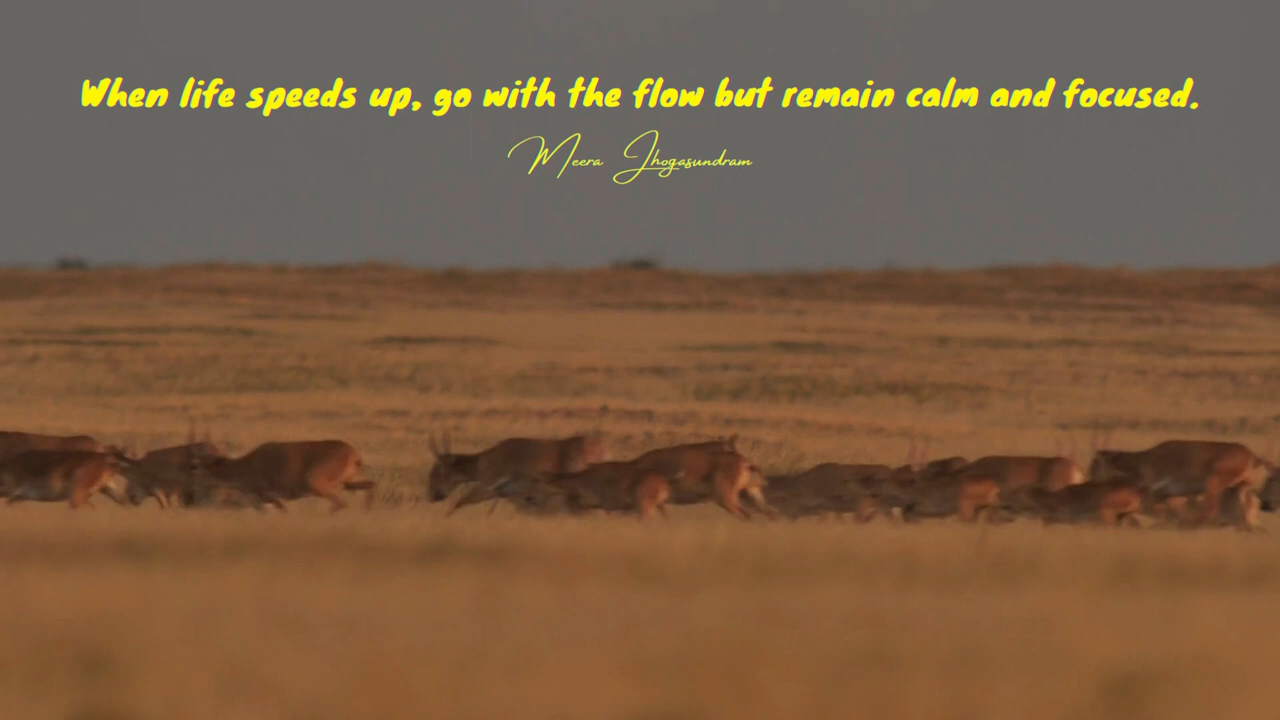 When life speeds up, go with the flow but remain calm and focused.
Meera Jhogasundram